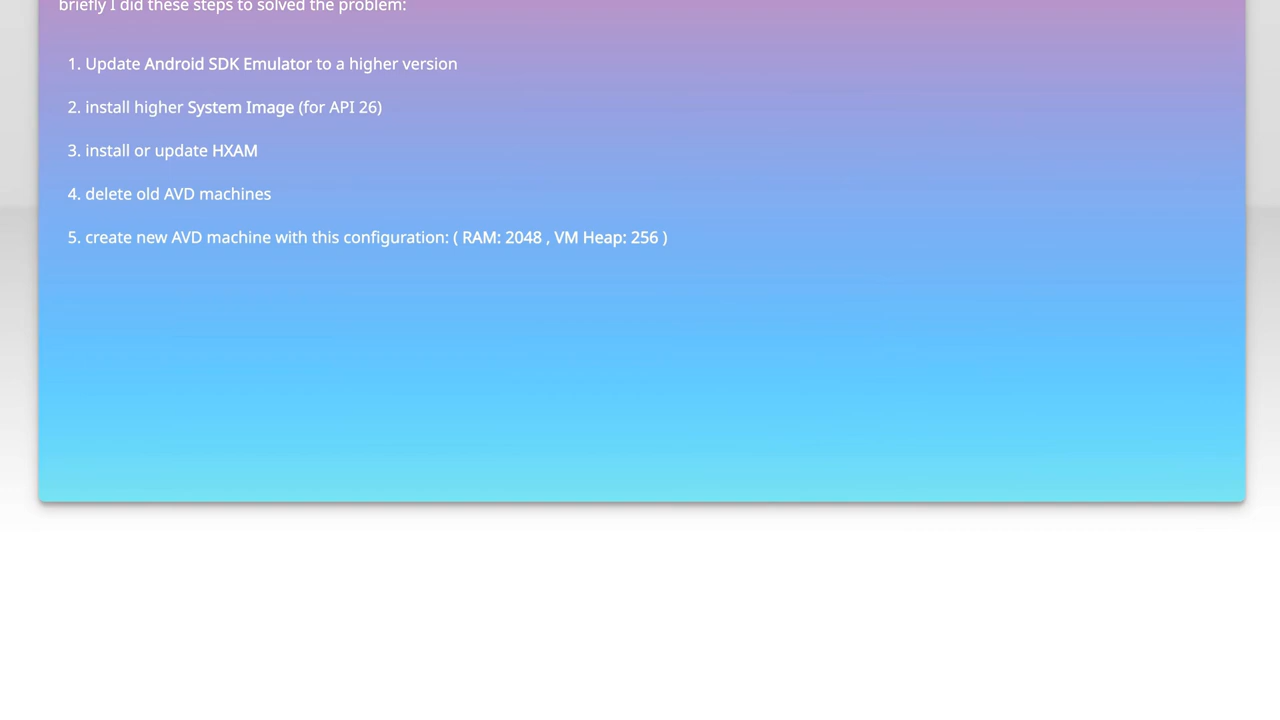 briefly I did these steps to solved the problem:
1. Update Android SDK Emulator to a higher version
2. install higher System Image (for API 26)
3. install or update HXAM
4. delete old AVD machines
5. create new AVD machine with this configuration: ( RAM: 2048 , VM Heap: 256 )